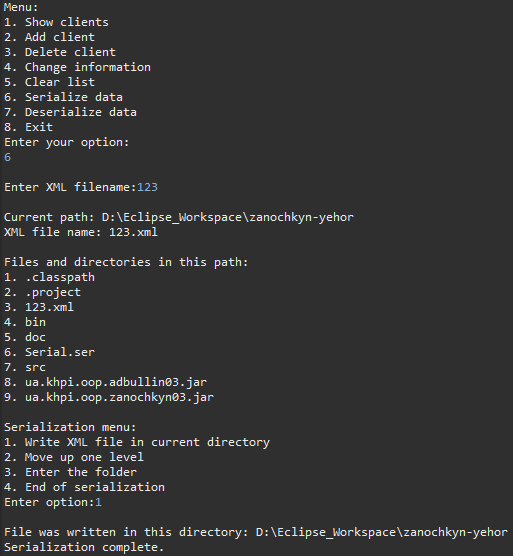 Menu:
1. Show clients
2. Add client
3. Delete client
4. Change information
5. Clear list
6. Serialize data
7. Deserialize data
8. Exit
Enter your option:
6
Enter XML filename:123
Current path: D:\Eclipse_Workspace\zanochkyn-yehor
XML file name: 123.xml
Files and directories in this path:
1. .classpath
2. .project
3. 123.xml
4. bin
5. doc
6. Serial.ser
7. src
8. ua.khpi.oop.adbullin03.jar
9. ua.khpi.oop.zanochkyn03.jar
Serialization menu:
1. Write XML file in current directory
2. Move up one level
3. Enter the folder
4. End of serialization
Enter option:1
File was written in this directory: D:\Eclipse_Workspace\zanochkyn-yehor
Serialization complete.